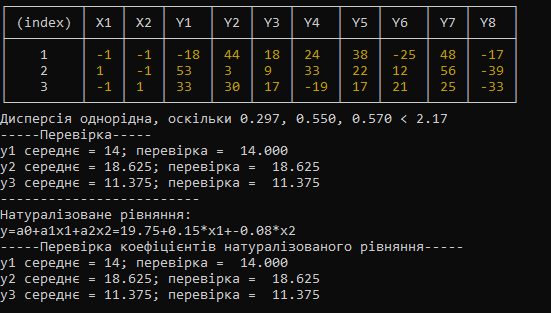 (index) X1 X2 Y1 Y2 Y3 Y4 Y5 Y6 Y7 Y8
1 -1 -1 -18 44 18 24 38 -25 48 -17
2 1 -1 53 3 9 33 22 12 56 -39
3 -1 1 33 30 17 -19 17 21 25 -33
Дисперсія однорідна, оскільки 0.297, 0.550, 0.570 < 2.17
-----Перевірка-----
y1 середнє = 14; перевірка =  14.000
y2 середнє = 18.625; перевірка =  18.625
y3 середнє = 11.375; перевірка =  11.375
-------------------------
Натуралізоване рівняння:
y=a0+a1x1+a2x2=19.75+0.15*x1+-0.08*x2
-----Перевірка коефіцієнтів натуралізованого рівняння-----
y1 середнє = 14; перевірка =  14.000
y2 середнє = 18.625; перевірка =  18.625
y3 середнє = 11.375; перевірка =  11.375